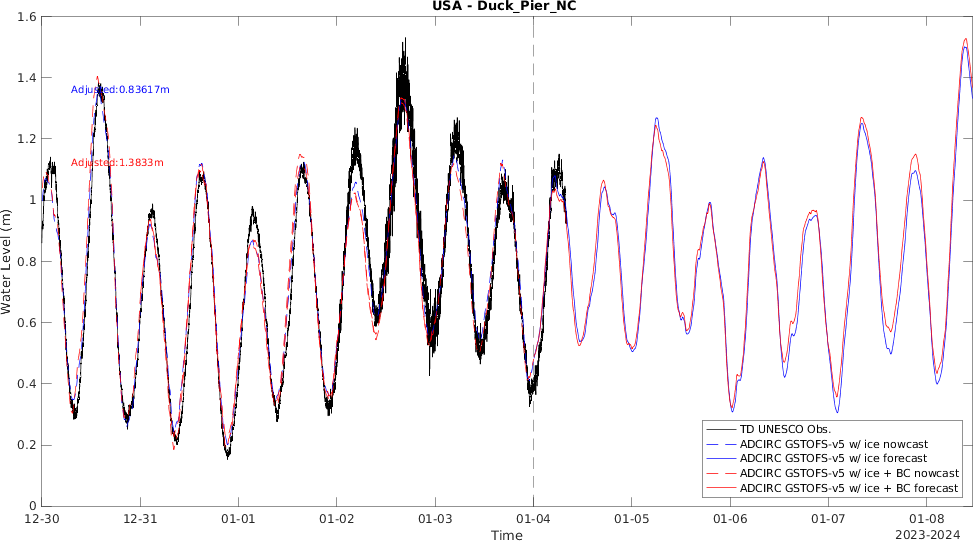 USA - Duck_Pier_NC
1.6
1.4
1.2
1
0.8
0.6
0.4
0.2
0
Water Level (m)
Adjusted:0.83617m
Adjusted:1.3833m
TD UNESCO Obs.
ADCIRC GSTOFS-v5 w/ ice nowcast
ADCIRC GSTOFS-v5 w/ ice forecast
ADCIRC GSTOFS-v5 w/ ice + BC nowcast
ADCIRC GSTOFS-v5 w/ ice + BC forecast
12-30 12-31 01-01 01-02 01-03 01-04 01-05 01-06 01-07 01-08
Time
2023-2024